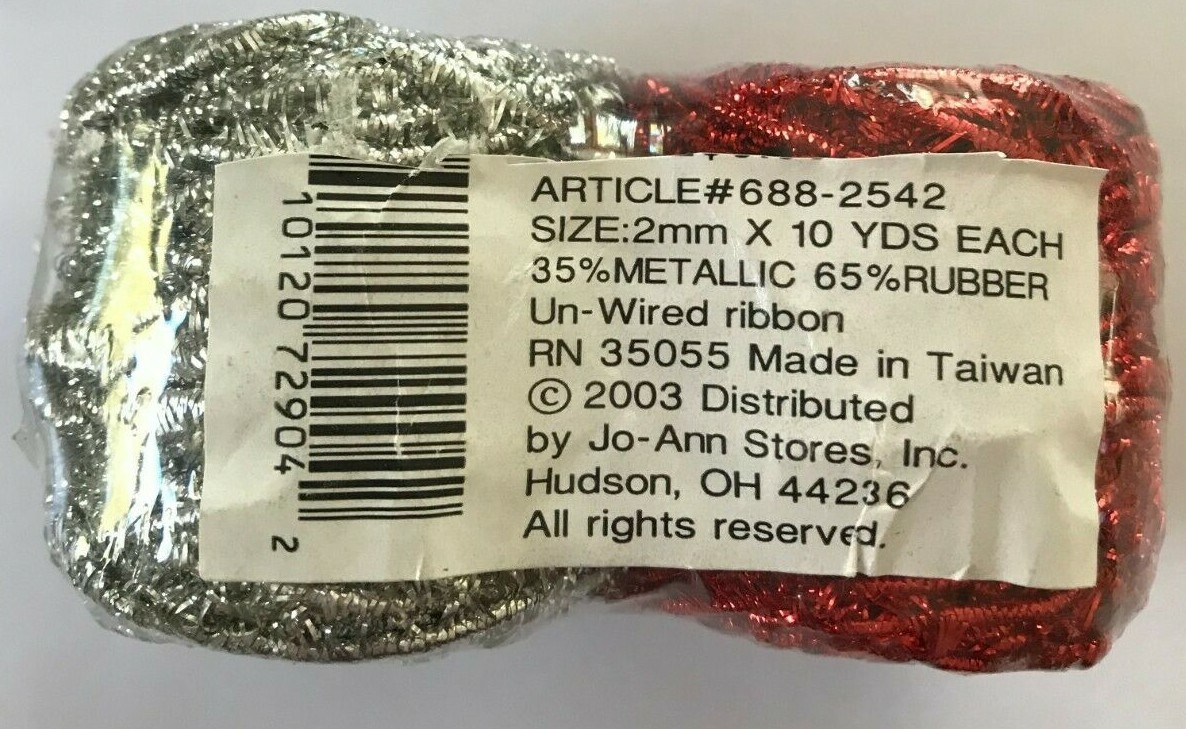 ARTICLE#688-2542
SIZE:2mm X 10 YDS EACH
35%METALLIC 65%RUBBER
Un-Wired ribbon
RN 35055 Made in Taiwan
© 2003 Distributed
by Jo-Ann Stores, Inc.
Hudson, OH 44236
All rights reserved.
10120 72904 2